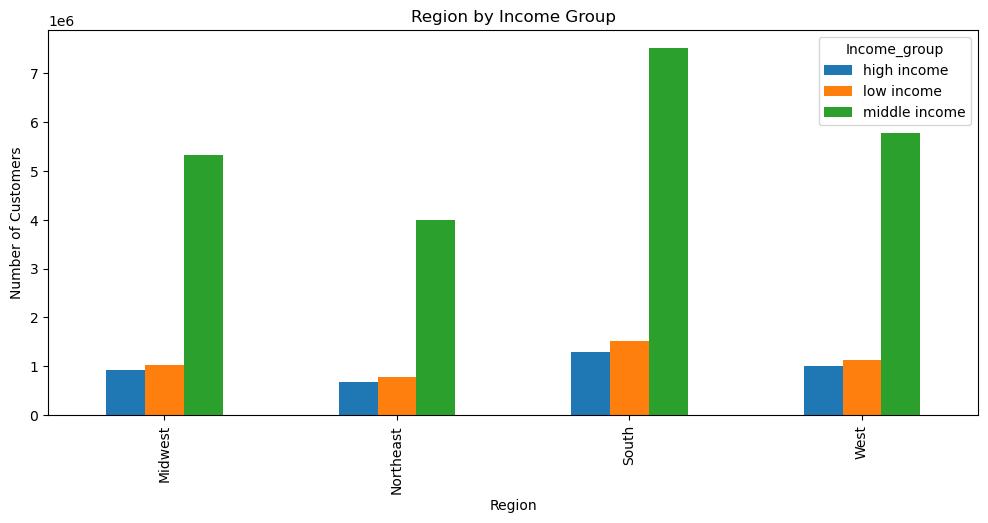 Region by Income Group
1e6
Number of Customers
7
6
5
4
3
2
1
0
Income_group
high income
low income
middle income
Midwest
Northeast
South
West
Region